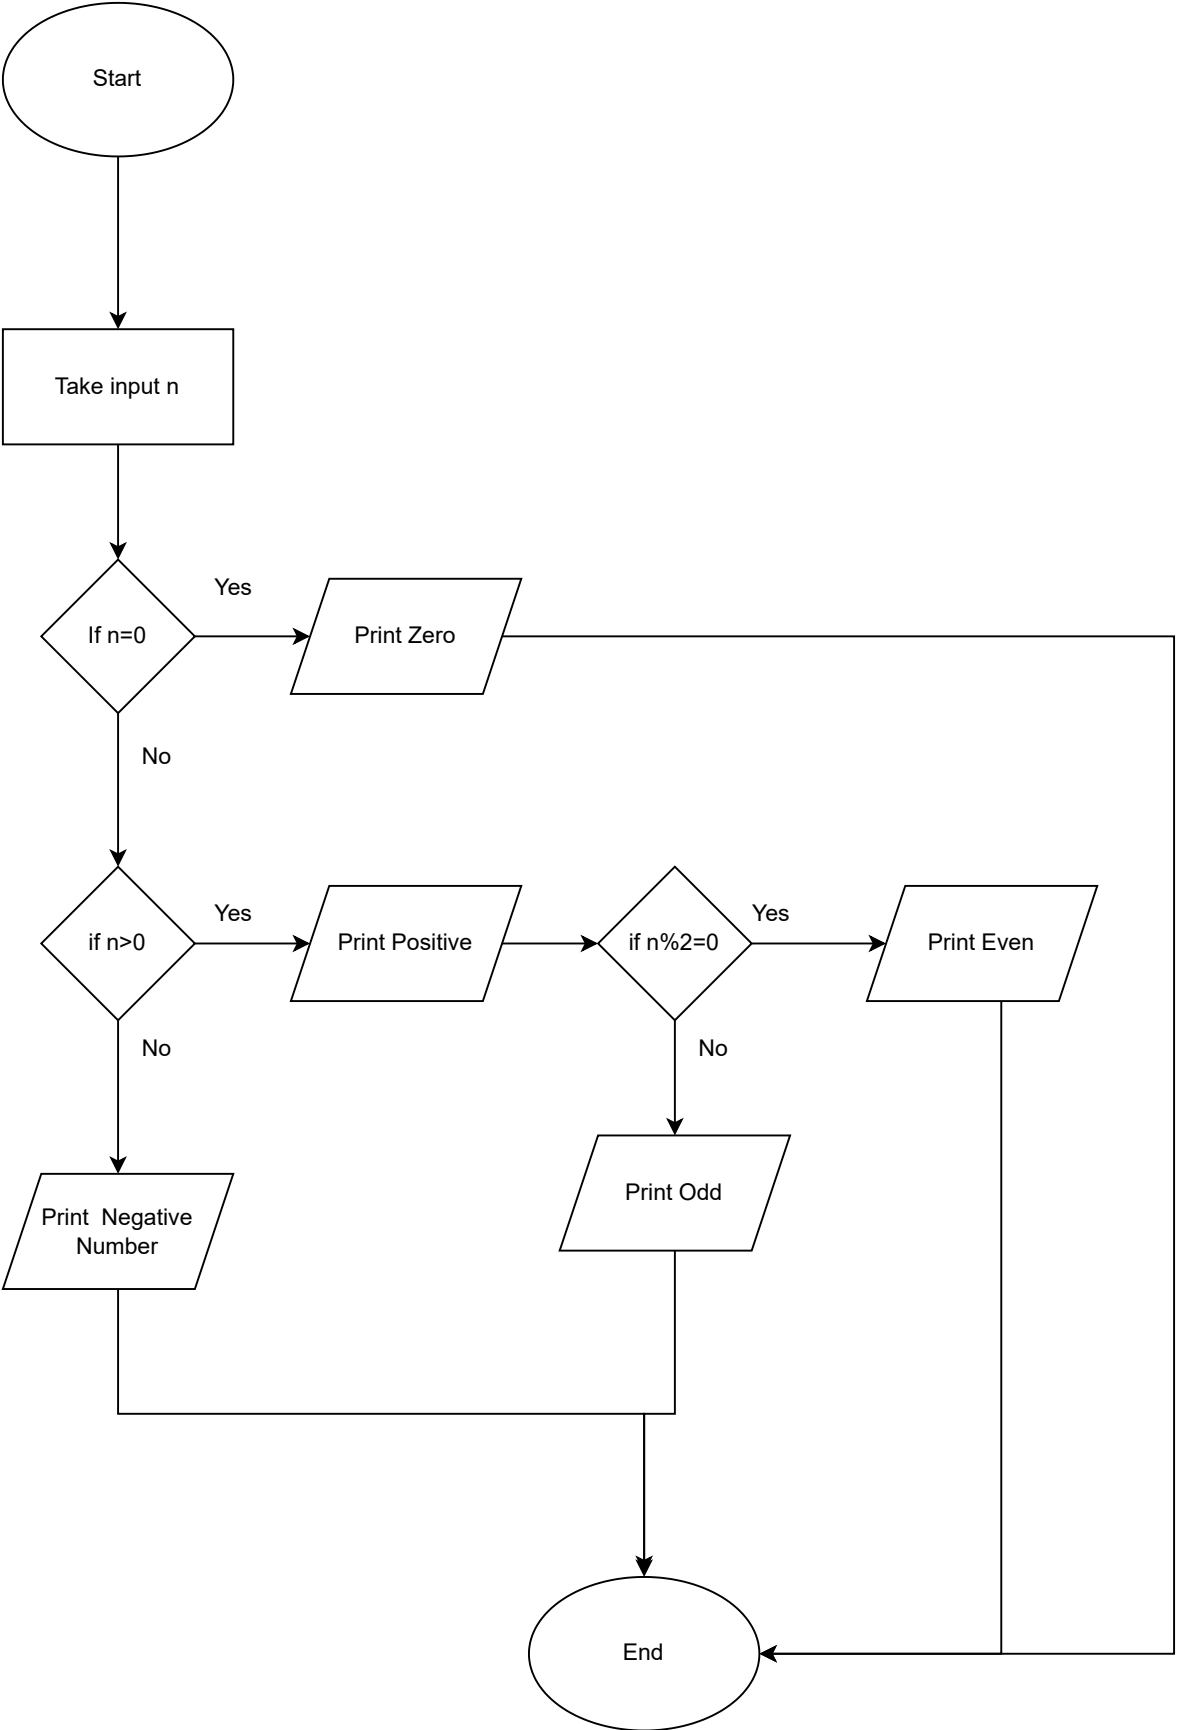 Start
Take input n
If n=0
Yes
Print Zero
No
if n>0
Yes
Print Positive
if n%2=0
Yes
Print Even
No
No
Print Odd
Print  Negative
Number
End